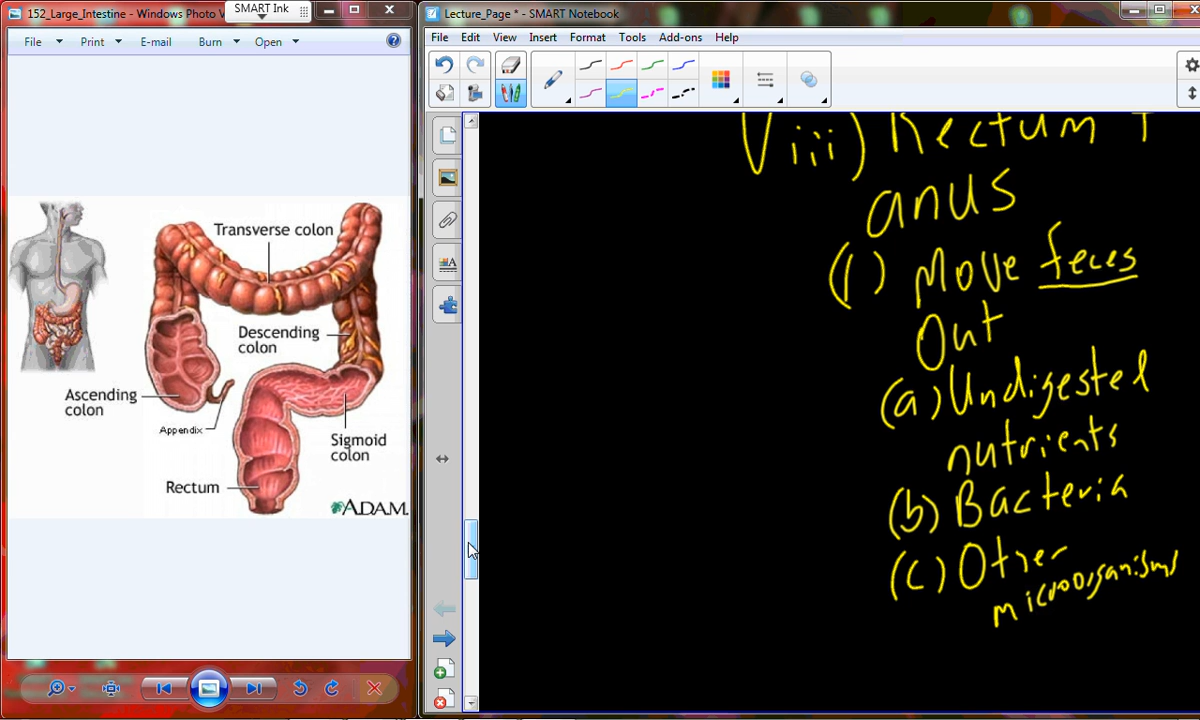 152_Large_Intestine - Windows Photo V
SMART Ink
File Print E-mail Burn Open
Transverse colon
Descending
colon
Ascending
colon
Appendix
Sigmoid
colon
Rectum
ADAM.
Lecture_Page * - SMART Notebook
File Edit View Insert Format Tools Add-ons Help
Viii) Rectum +
anus
(1) Move feces
Out
(a) Undigested
nutrients
(b) Bacteria
(c) Other
microorganisms